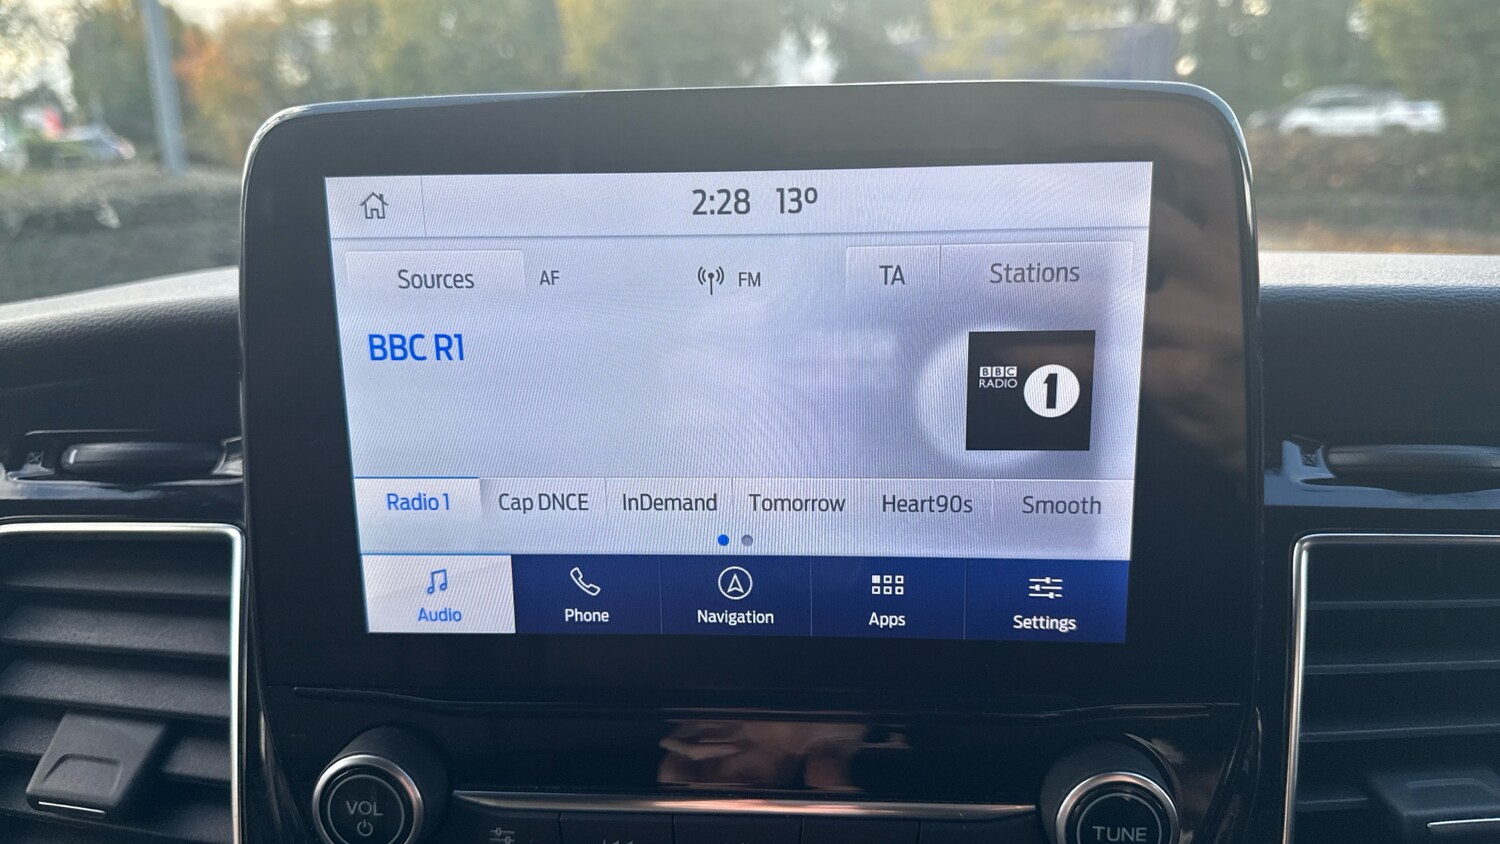 2:28 13º
Sources AF FM TA Stations
BBC R1
BBC
RADIO 1
Radio 1 Cap DNCE InDemand Tomorrow Heart90s Smooth
Audio Phone Navigation Apps Settings
VOL TUNE